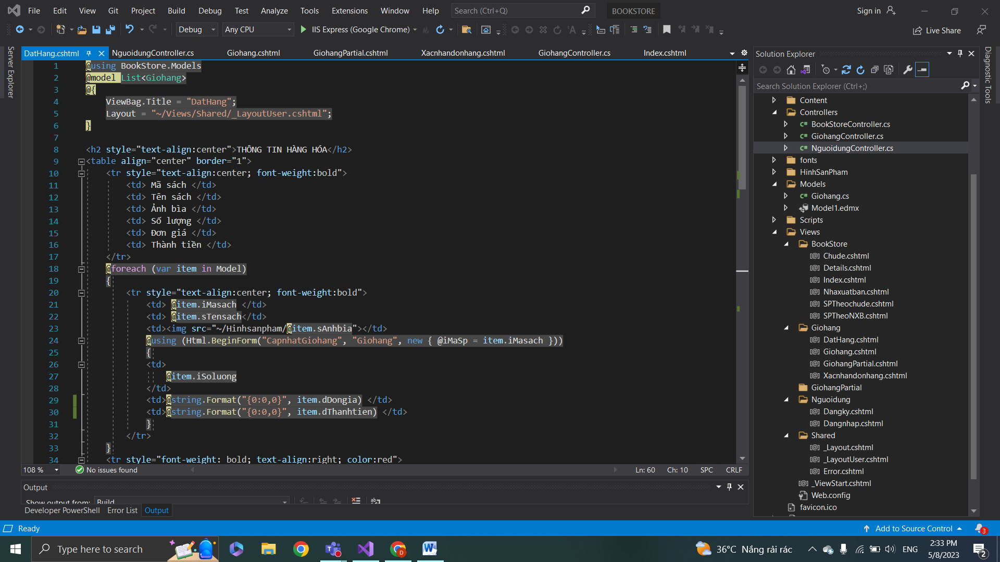 File Edit View Git Project Build Debug Test Analyze Tools Extensions Window Help Search (Ctrl+Q) BOOKSTORE Sign in
Debug Any CPU IIS Express (Google Chrome) Live Share
Server Explorer
DatHang.cshtml NguoidungController.cs Giohang.cshtml GiohangPartial.cshtml Xacnhandonhang.cshtml GiohangController.cs Index.cshtml
1 @using BookStore.Models
2 @model List<Giohang>
3 @{
4 ViewBag.Title = "DatHang";
5 Layout = "~/Views/Shared/_LayoutUser.cshtml";
6 }
7
8 <h2 style="text-align:center">THÔNG TIN HÀNG HÓA</h2>
9 <table align="center" border="1">
10 <tr style="text-align:center; font-weight:bold">
11 <td> Mã sách </td>
12 <td> Tên sách </td>
13 <td> Ảnh bìa </td>
14 <td> Số lượng </td>
15 <td> Đơn giá </td>
16 <td> Thành tiền </td>
17 </tr>
18 @foreach (var item in Model)
19 {
20 <tr style="text-align:center; font-weight:bold">
21 <td> @item.iMasach </td>
22 <td> @item.sTensach</td>
23 <td><img src="~/Hinhsanpham/@item.sAnhbia"></td>
24 @using (Html.BeginForm("CapnhatGiohang", "Giohang", new { @iMaSp = item.iMasach }))
25 {
26 <td>
27 @item.iSoluong
28 </td>
29 <td>@string.Format("{0:0,0}", item.dDongia) </td>
30 <td>@string.Format("{0:0,0}", item.dThanhtien) </td>
31 }
32 </tr>
33 }
34 <tr style="font-weight: bold; text-align:right; color:red">
108 % No issues found Ln: 60 Ch: 10 SPC CRLF
Output
Show output from: Build
Developer PowerShell Error List Output
Solution Explorer
Search Solution Explorer (Ctrl+;)
Content
Controllers
C# BookStoreController.cs
C# GiohangController.cs
C# NguoidungController.cs
fonts
HinhSanPham
Models
C# Giohang.cs
Model1.edmx
Scripts
Views
BookStore
[@] Chude.cshtml
[@] Details.cshtml
[@] Index.cshtml
[@] Nhaxuatban.cshtml
[@] SPTheochude.cshtml
[@] SPTheoNXB.cshtml
Giohang
[@] DatHang.cshtml
[@] Giohang.cshtml
[@] GiohangPartial.cshtml
[@] Xacnhandonhang.cshtml
GiohangPartial
Nguoidung
[@] Dangky.cshtml
[@] Dangnhap.cshtml
Shared
[@] _Layout.cshtml
[@] _LayoutUser.cshtml
[@] Error.cshtml
[@] _ViewStart.cshtml
Web.config
favicon.ico
Diagnostic Tools
Ready Add to Source Control 3
Type here to search 36°C Nắng rải rác ENG 2:33 PM 5/8/2023 2